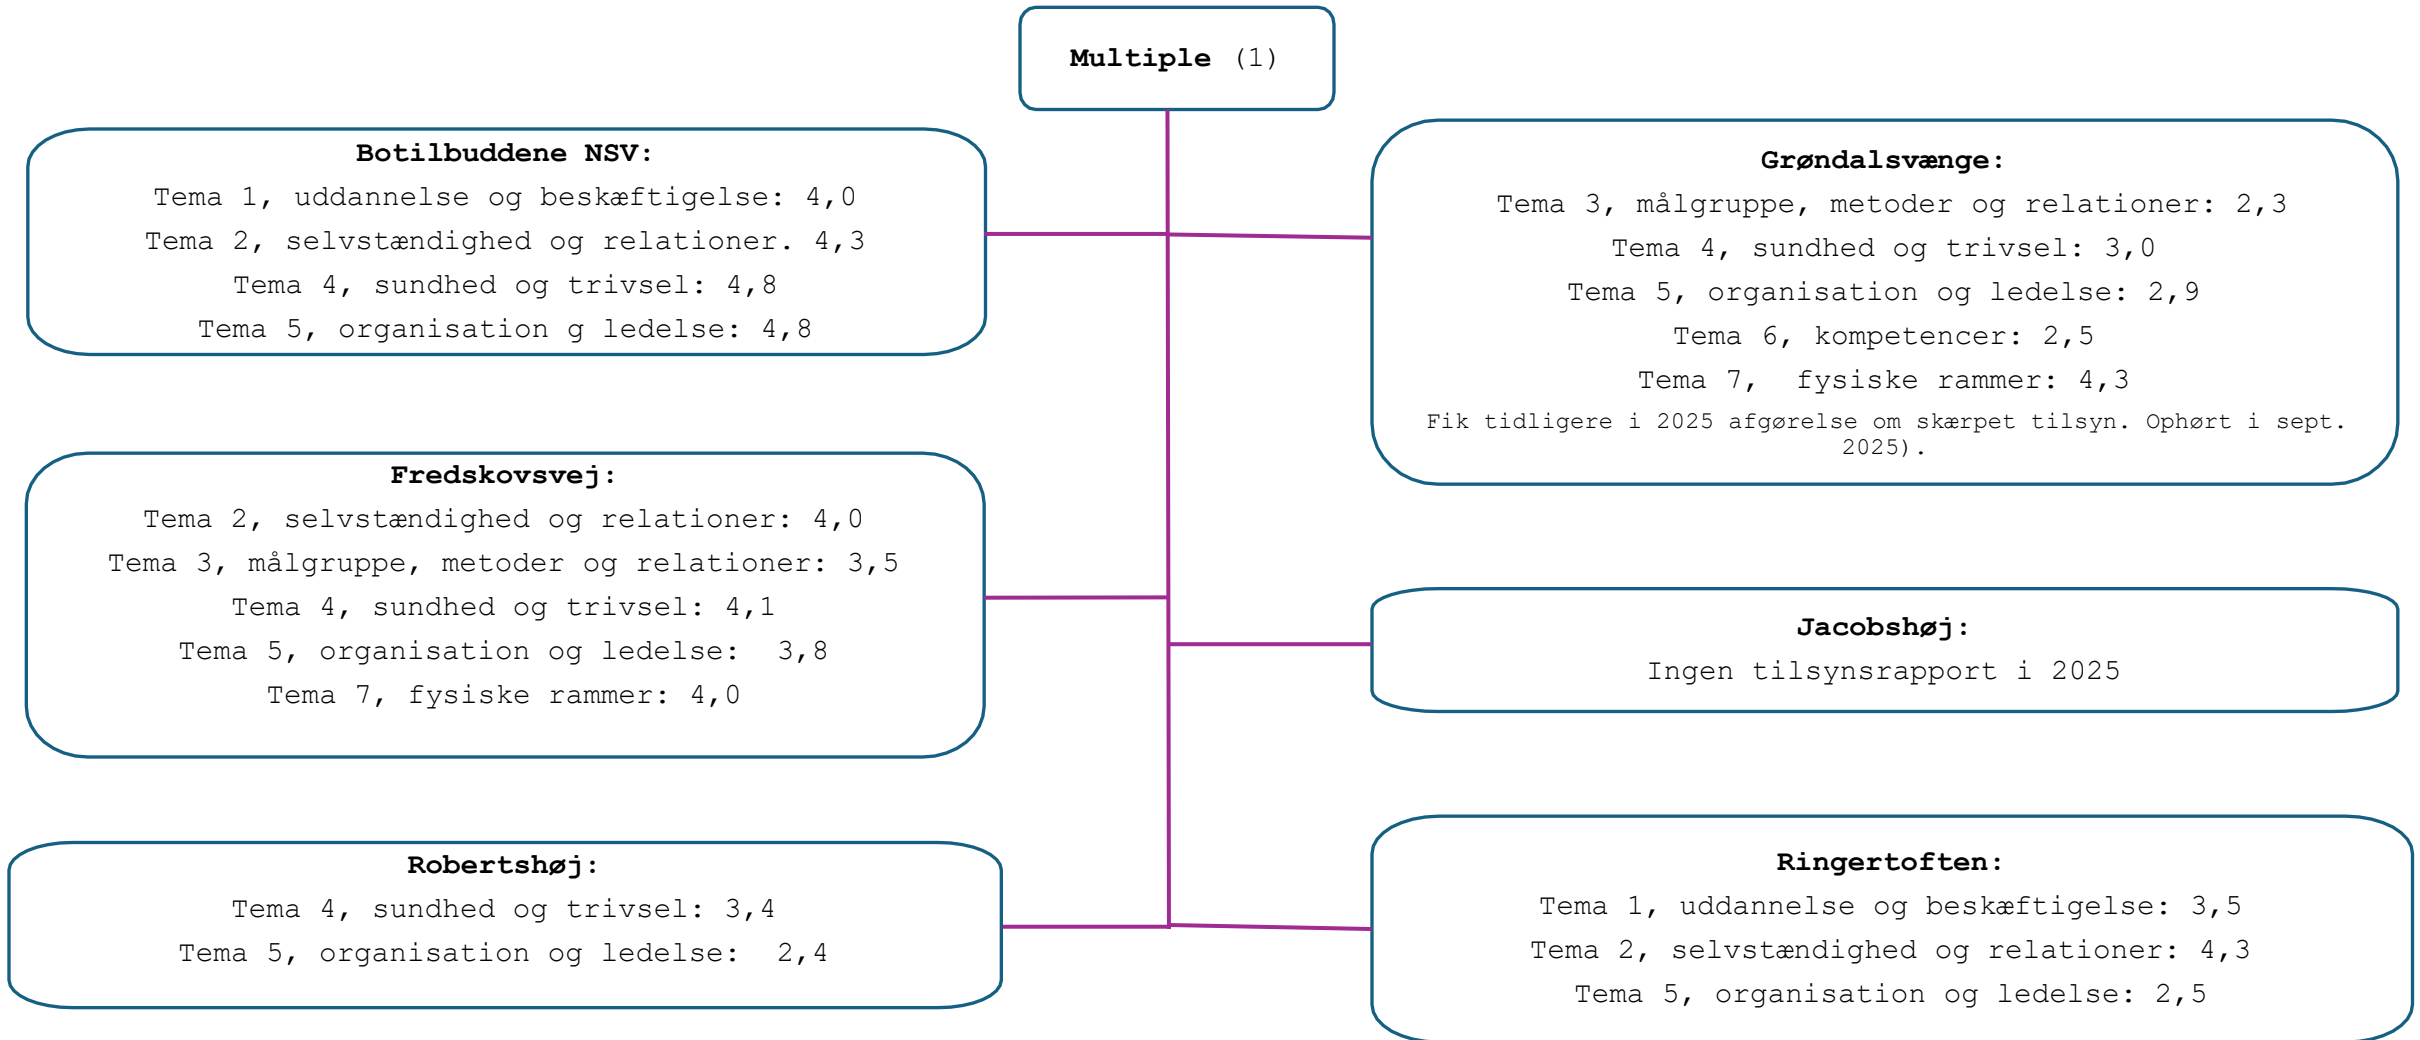 Multiple (1)
Botilbuddene NSV:
Tema 1, uddannelse og beskæftigelse: 4,0
Tema 2, selvstændighed og relationer. 4,3
Tema 4, sundhed og trivsel: 4,8
Tema 5, organisation g ledelse: 4,8
Grøndalsvænge:
Tema 3, målgruppe, metoder og relationer: 2,3
Tema 4, sundhed og trivsel: 3,0
Tema 5, organisation og ledelse: 2,9
Tema 6, kompetencer: 2,5
Tema 7,  fysiske rammer: 4,3
Fik tidligere i 2025 afgørelse om skærpet tilsyn. Ophørt i sept.
2025).
Fredskovsvej:
Tema 2, selvstændighed og relationer: 4,0
Tema 3, målgruppe, metoder og relationer: 3,5
Tema 4, sundhed og trivsel: 4,1
Tema 5, organisation og ledelse:  3,8
Tema 7, fysiske rammer: 4,0
Jacobshøj:
Ingen tilsynsrapport i 2025
Robertshøj:
Tema 4, sundhed og trivsel: 3,4
Tema 5, organisation og ledelse:  2,4
Ringertoften:
Tema 1, uddannelse og beskæftigelse: 3,5
Tema 2, selvstændighed og relationer: 4,3
Tema 5, organisation og ledelse: 2,5